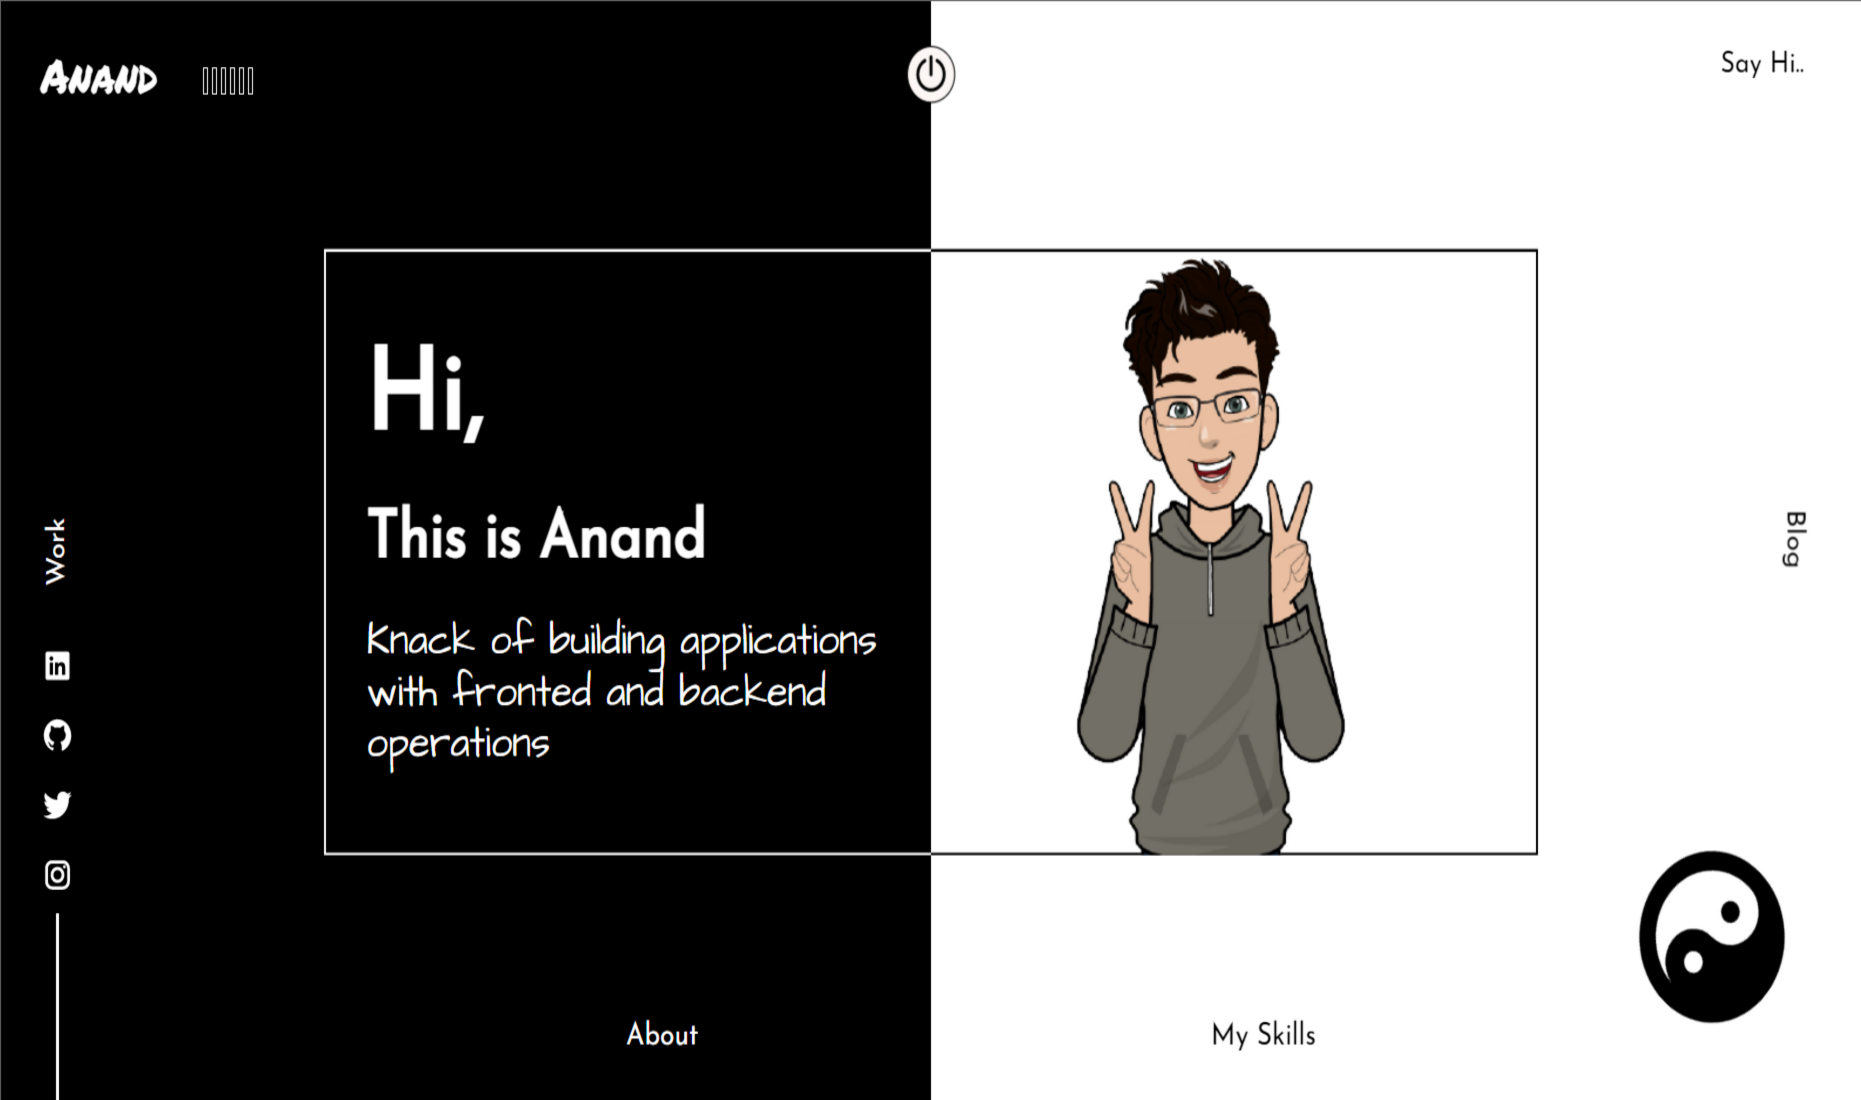 Anand
Say Hi..
Hi,
This is Anand
Knack of building applications
with fronted and backend
operations
Work
Blog
in
About
My Skills